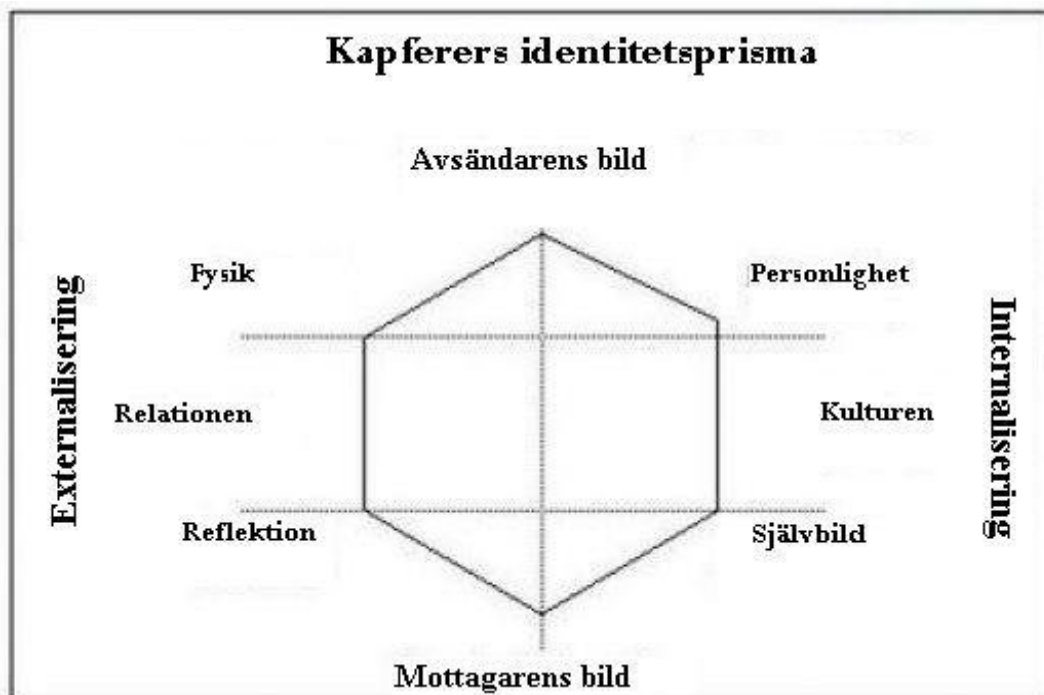 Kapferers identitetsprisma
Avsändarens bild
Fysik
Personlighet
Externalisering
Internalisering
Relationen
Kulturen
Reflektion
Självbild
Mottagarens bild